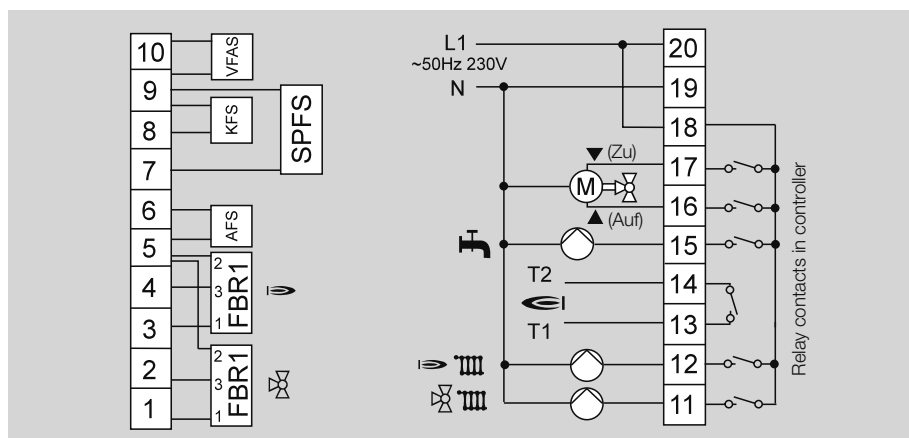 10
9
8
7
6
5
4
3
2
1
VFAS
KFS
SPFS
AFS
2
3
1
FBR1
2
3
1
FBR1
L1
~50Hz 230V
N
(Zu)
M
(Auf)
T2
T1
20
19
18
17
16
15
14
13
12
11
Relay contacts in controller